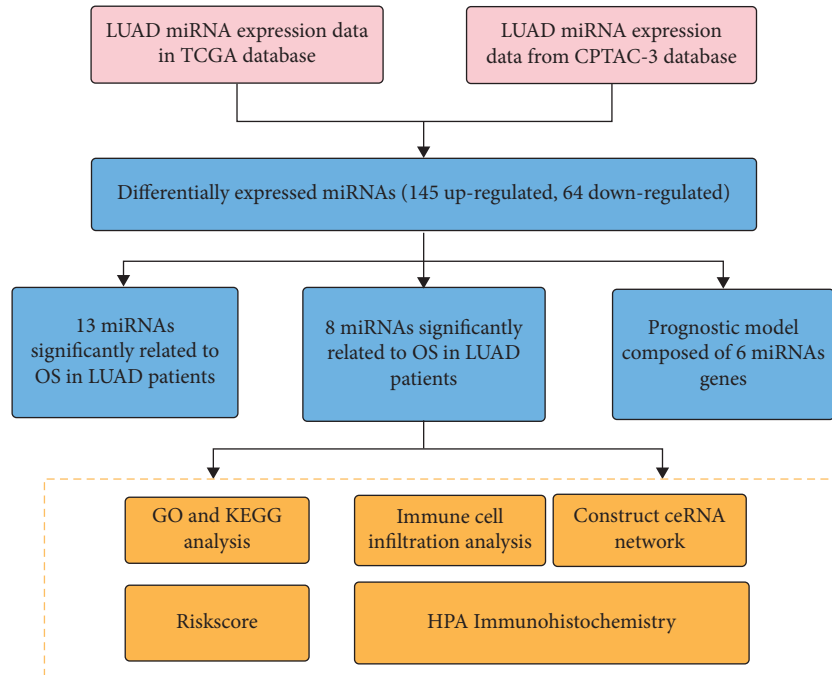 LUAD miRNA expression data
in TCGA database
LUAD miRNA expression
data from CPTAC-3 database
Differentially expressed miRNAs (145 up-regulated, 64 down-regulated)
13 miRNAs
significantly related to
OS in LUAD patients
8 miRNAs significantly
related to OS in LUAD
patients
Prognostic model
composed of 6 miRNAs
genes
GO and KEGG
analysis
Immune cell
infiltration analysis
Construct ceRNA
network
Riskscore
HPA Immunohistochemistry